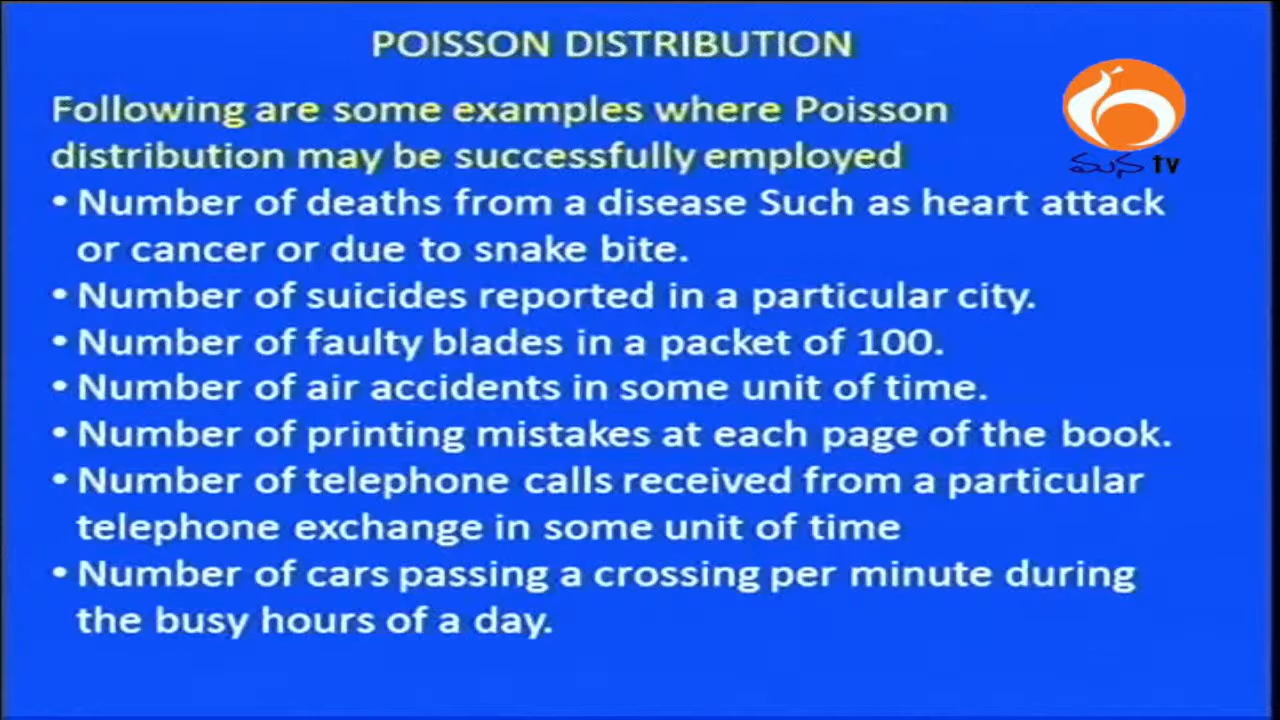 POISSON DISTRIBUTION
Following are some examples where Poisson
distribution may be successfully employed
• Number of deaths from a disease Such as heart attack
or cancer or due to snake bite.
• Number of suicides reported in a particular city.
• Number of faulty blades in a packet of 100.
• Number of air accidents in some unit of time.
• Number of printing mistakes at each page of the book.
• Number of telephone calls received from a particular
telephone exchange in some unit of time
• Number of cars passing a crossing per minute during
the busy hours of a day.
మన tv